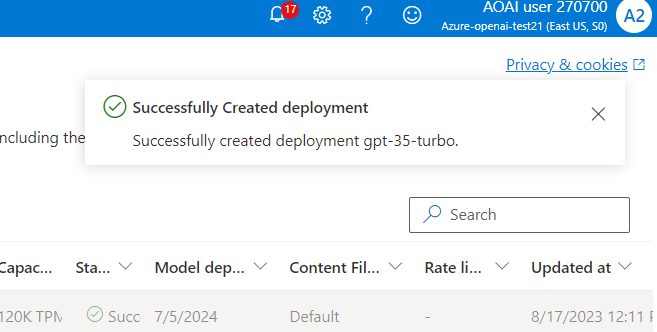 17
AOAI user 270700
Azure-openai-test21 (East US, S0)
A2
Privacy & cookies
Successfully Created deployment
ncluding the
Successfully created deployment gpt-35-turbo.
Search
Capac... Sta... Model dep... Content Fil... Rate li... Updated at
120K TPM Succ 7/5/2024 Default - 8/17/2023 12:11 P